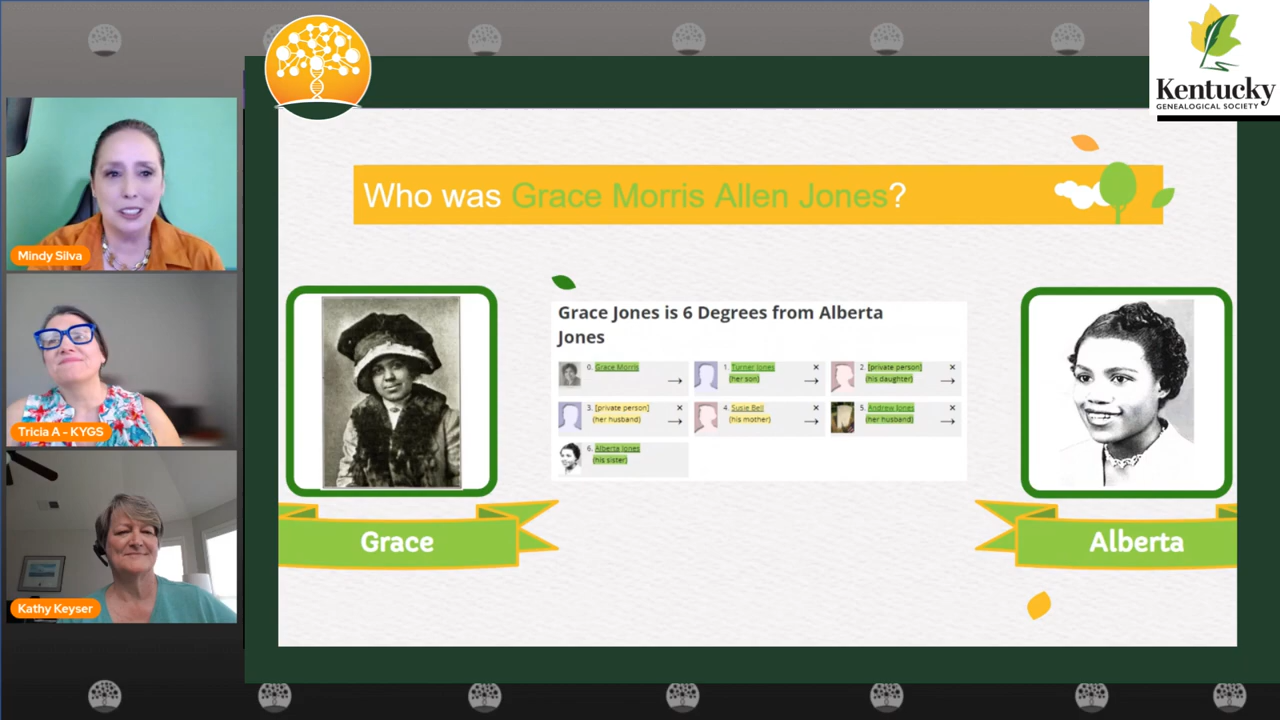 Kentucky
GENEALOGICAL SOCIETY
Who was Grace Morris Allen Jones?
Mindy Silva
Tricia A - KYGS
Kathy Keyser
Grace Jones is 6 Degrees from Alberta
Jones
0. Grace Morris
→
1. Turner Jones
(her son)
→
2. [private person]
(his daughter)
→
3. [private person]
(her husband)
→
4. Susie Bell
(his mother)
→
5. Andrew Jones
(her husband)
→
6. Alberta Jones
(his sister)
Grace
Alberta